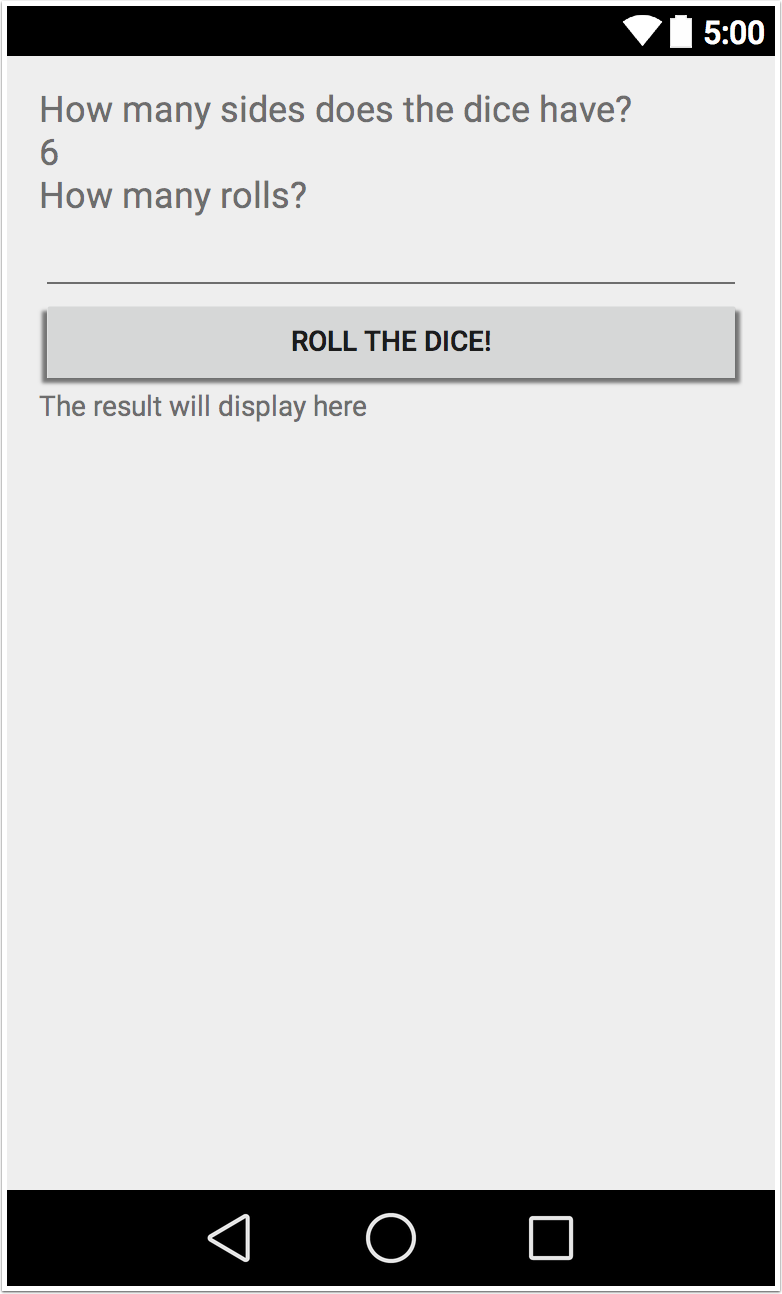 5:00
How many sides does the dice have?
6
How many rolls?
ROLL THE DICE!
The result will display here